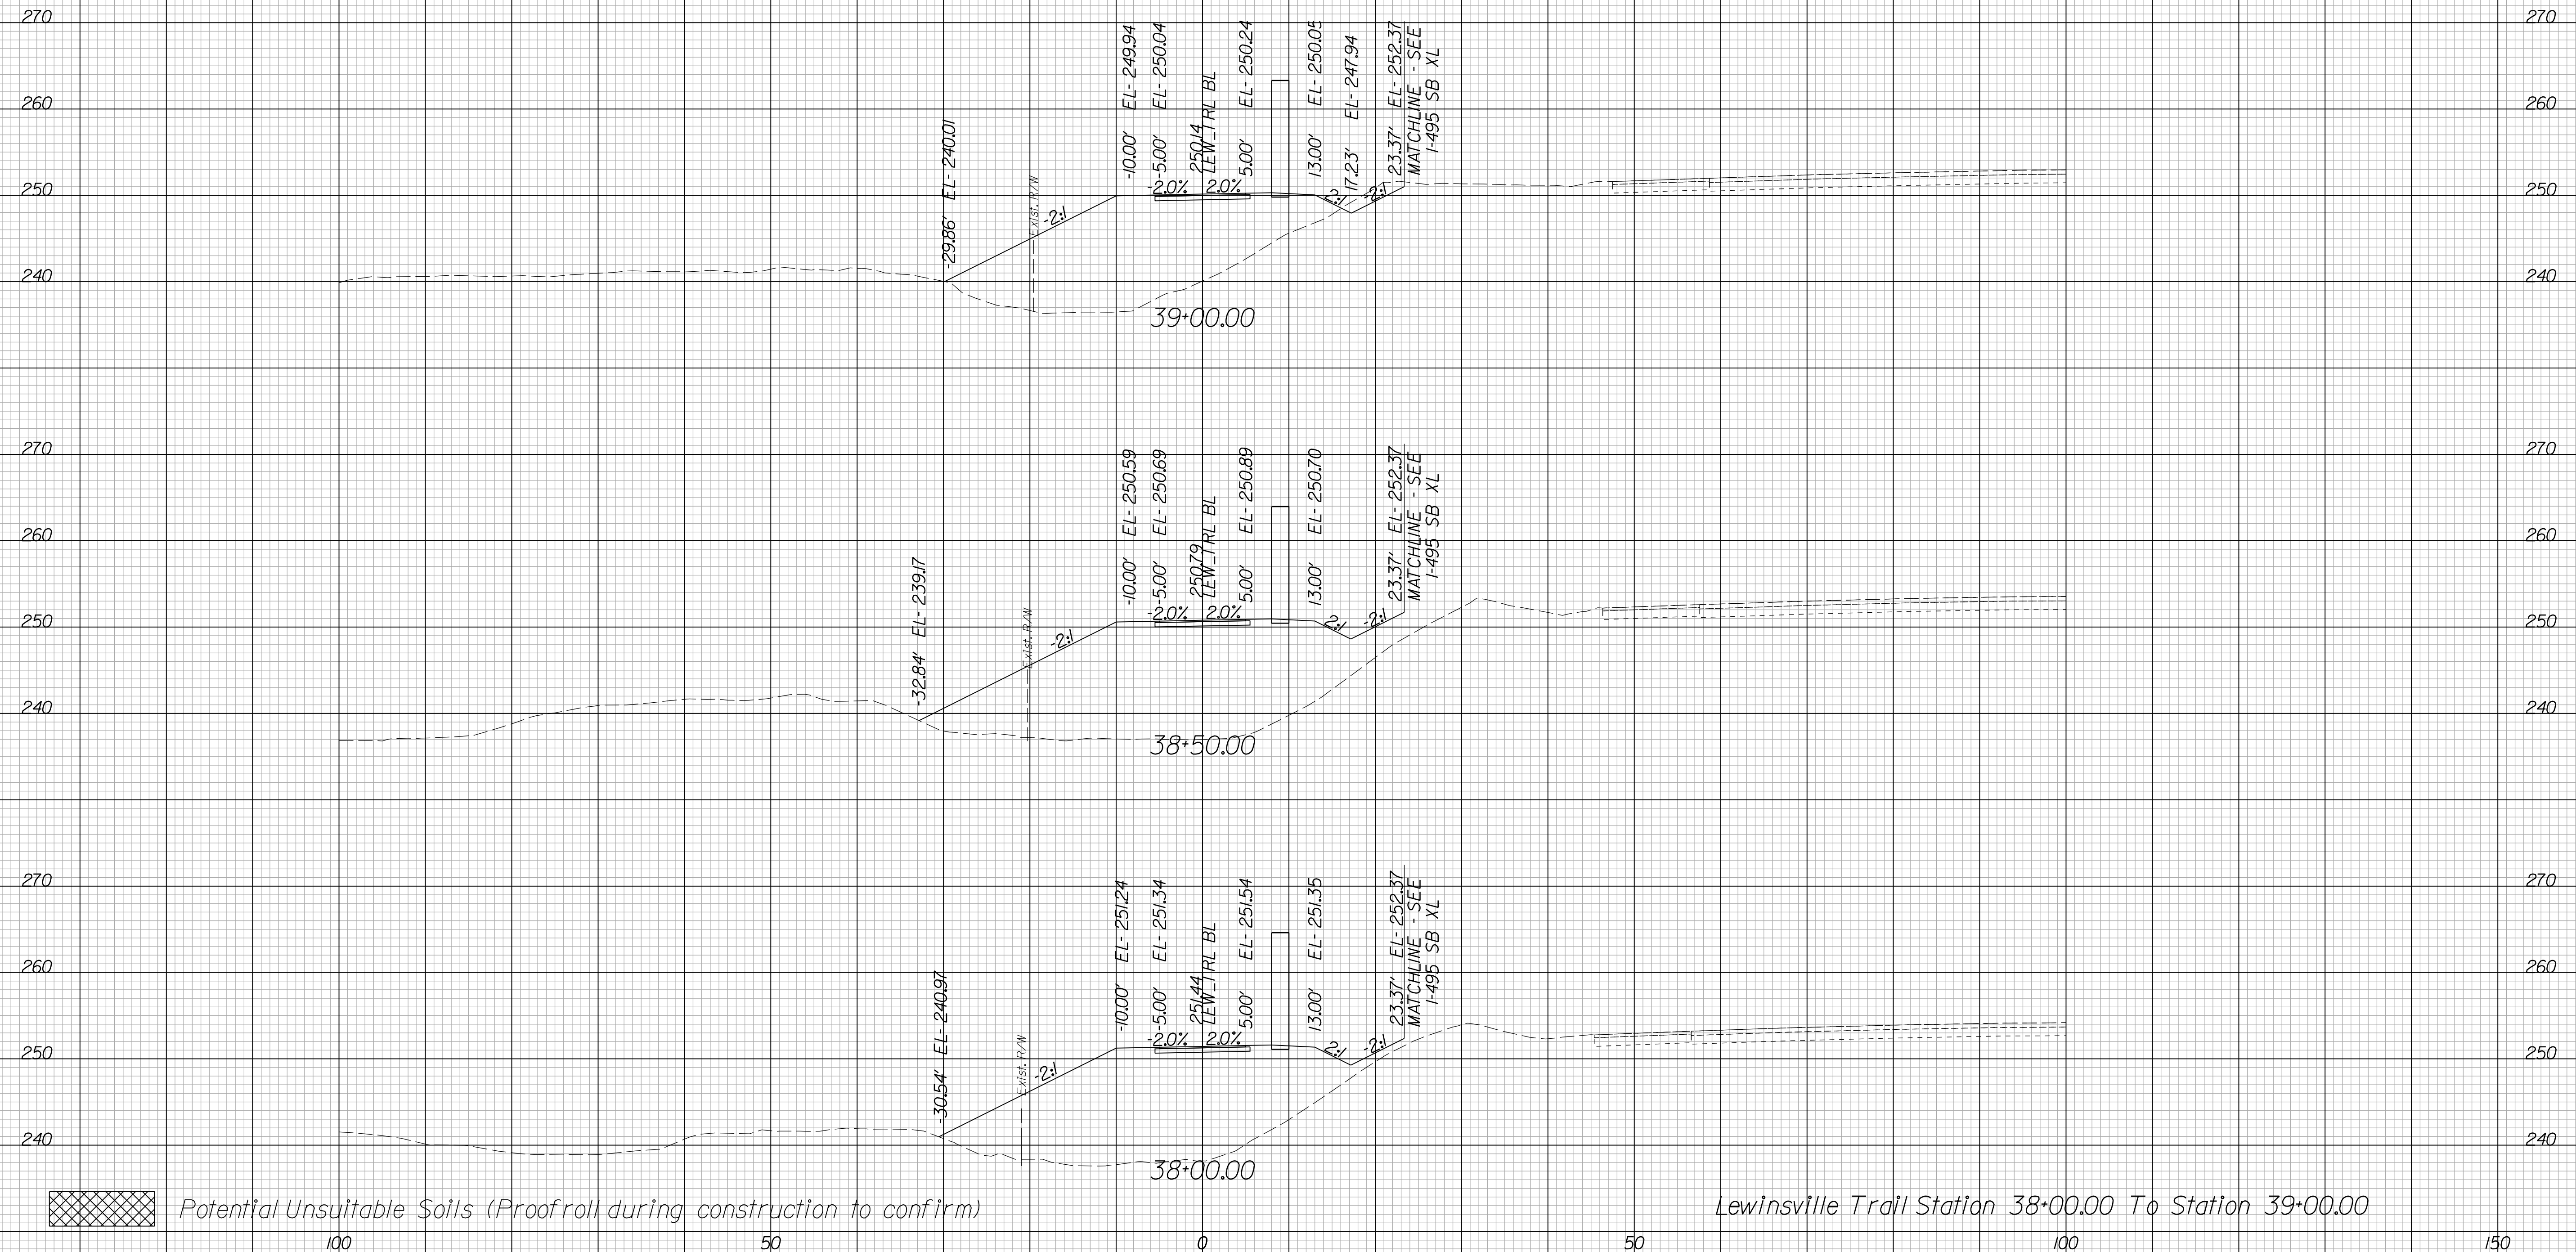 270
270
260
260
250
250
240
240
-29.86' EL- 240.01
Exist. R/W
-2:1
-10.00' EL- 249.94
-5.00' EL- 250.04
250.14
LEW_TRL BL
5.00' EL- 250.24
13.00' EL- 250.05
17.23' EL- 247.94
23.37' EL- 252.37
MATCHLINE - SEE
I-495 SB XL
-2.0%
2.0%
2:1
-2:1
39+00.00
270
270
260
260
250
250
240
240
-32.84' EL- 239.17
Exist. R/W
-2:1
-10.00' EL- 250.59
-5.00' EL- 250.69
250.79
LEW_TRL BL
5.00' EL- 250.89
13.00' EL- 250.70
23.37' EL- 252.37
MATCHLINE - SEE
I-495 SB XL
-2.0%
2.0%
2:1
-2:1
38+50.00
270
270
260
260
250
250
240
240
-30.54' EL- 240.97
Exist. R/W
-2:1
-10.00' EL- 251.24
-5.00' EL- 251.34
251.44
LEW_TRL BL
5.00' EL- 251.54
13.00' EL- 251.35
23.37' EL- 252.37
MATCHLINE - SEE
I-495 SB XL
-2.0%
2.0%
2:1
-2:1
38+00.00
Potential Unsuitable Soils (Proofroll during construction to confirm)
Lewinsville Trail Station 38+00.00 To Station 39+00.00
100
50
0
50
100
150